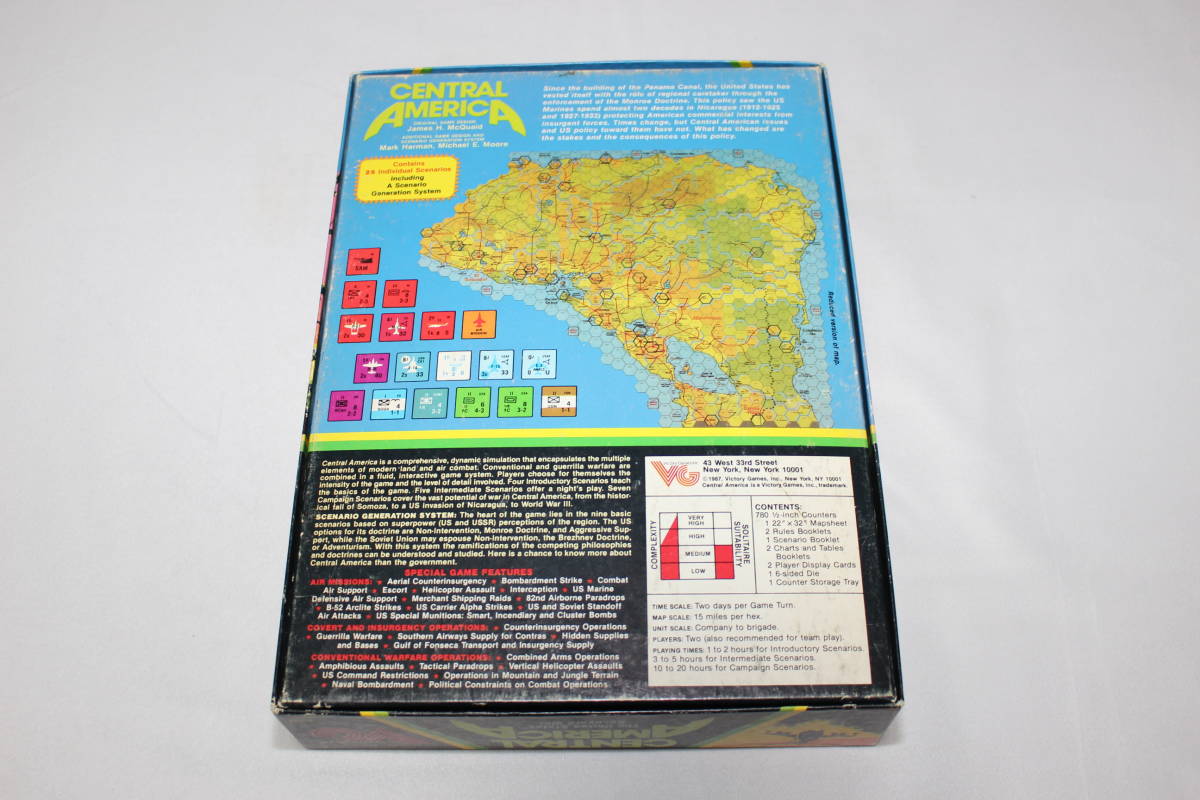 CENTRAL
AMERICA
ORIGINAL GAME DESIGN
James H. McQuaid
ADDITIONAL GAME DESIGN AND
SCENARIO GENERATION SYSTEM
Mark Herman, Michael E. Moore
Since the building of the Panama Canal, the United States has
vested itself with the role of regional caretaker through the
enforcement of the Monroe Doctrine. This policy saw the US
Marines spend almost two decades in Nicaragua (1912-1925
and 1927-1933) protecting American commercial interests from
insurgent forces. Times change, but Central American issues
and US policy toward them have not. What has changed are
the stakes and the consequences of this policy.
Contains
25 Individual Scenarios
including
A Scenario
Generation System
SAM
Reduced version of map.
Central America is a comprehensive, dynamic simulation that encapsulates the multiple
elements of modern land and air combat. Conventional and guerrilla warfare are
combined in a fluid, interactive game system. Players choose for themselves the
intensity of the game and the level of detail involved. Four Introductory Scenarios teach
the basics of the game. Five Intermediate Scenarios offer a night's play. Seven
Campaign Scenarios cover the vast potential of war in Central America, from the histor-
ical fall of Somoza, to a US invasion of Nicaragua, to World War III.
SCENARIO GENERATION SYSTEM: The heart of the game lies in the nine basic
scenarios based on superpower (US and USSR) perceptions of the region. The US
options for its doctrine are Non-Intervention, Monroe Doctrine, and Aggressive Sup-
port, while the Soviet Union may espouse Non-Intervention, the Brezhnev Doctrine,
or Adventurism. With this system the ramifications of the competing philosophies
and doctrines can be understood and studied. Here is a chance to know more about
Central America than the government.
SPECIAL GAME FEATURES
AIR MISSIONS: ★ Aerial Counterinsurgency ★ Bombardment Strike ★ Combat
Air Support ★ Escort ★ Helicopter Assault ★ Interception ★ US Marine
Defensive Air Support ★ Merchant Shipping Raids ★ 82nd Airborne Paradrops
★ B-52 Arclite Strikes ★ US Carrier Alpha Strikes ★ US and Soviet Standoff
Air Attacks ★ US Special Munitions: Smart, Incendiary and Cluster Bombs
COVERT AND INSURGENCY OPERATIONS: ★ Counterinsurgency Operations
★ Guerrilla Warfare ★ Southern Airways Supply for Contras ★ Hidden Supplies
and Bases ★ Gulf of Fonseca Transport and Insurgency Supply
CONVENTIONAL WARFARE OPERATIONS: ★ Combined Arms Operations
★ Amphibious Assaults ★ Tactical Paradrops ★ Vertical Helicopter Assaults
★ US Command Restrictions ★ Operations in Mountain and Jungle Terrain
★ Naval Bombardment ★ Political Constraints on Combat Operations
VG
43 West 33rd Street
New York, New York 10001
©1987, Victory Games, Inc., New York, NY 10001
Central America is a Victory Games, Inc., trademark.
COMPLEXITY
VERY
HIGH
HIGH
MEDIUM
LOW
SOLITAIRE
SUITABILITY
CONTENTS:
780 ½-inch Counters
1 22" × 32" Mapsheet
2 Rules Booklets
1 Scenario Booklet
2 Charts and Tables
Booklets
2 Player Display Cards
1 6-sided Die
1 Counter Storage Tray
TIME SCALE: Two days per Game Turn.
MAP SCALE: 15 miles per hex.
UNIT SCALE: Company to brigade.
PLAYERS: Two (also recommended for team play).
PLAYING TIMES: 1 to 2 hours for Introductory Scenarios.
3 to 5 hours for Intermediate Scenarios.
10 to 20 hours for Campaign Scenarios.
CENTRAL
AMERICA